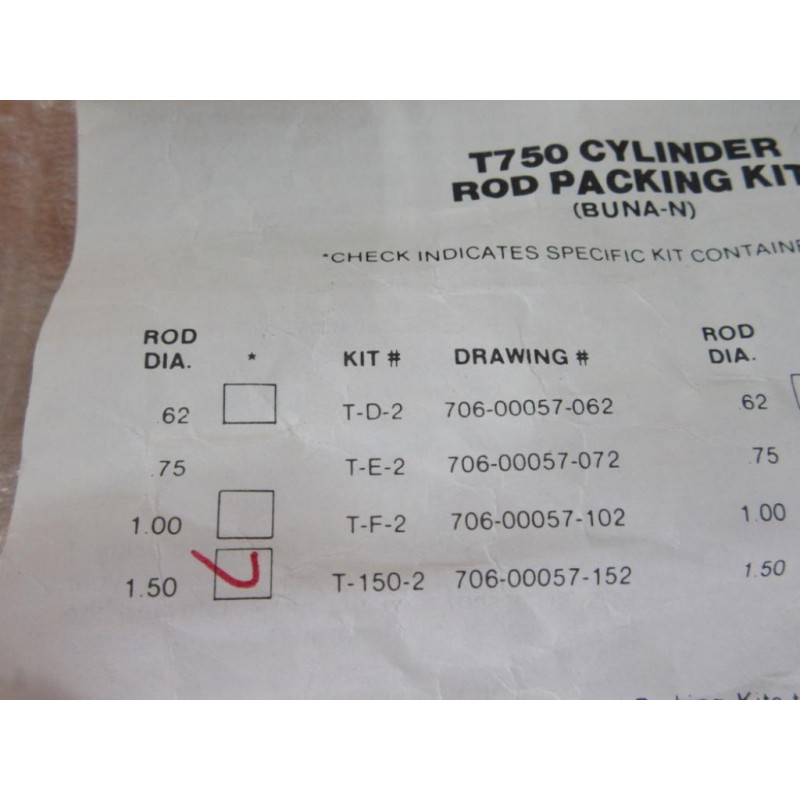 T750 CYLINDER
ROD PACKING KIT
(BUNA-N)
*CHECK INDICATES SPECIFIC KIT
ROD DIA. * KIT # DRAWING # ROD DIA.
.62 T-D-2 706-00057-062 .62
.75 T-E-2 706-00057-072 .75
1.00 T-F-2 706-00057-102 1.00
1.50 T-150-2 706-00057-152 1.50